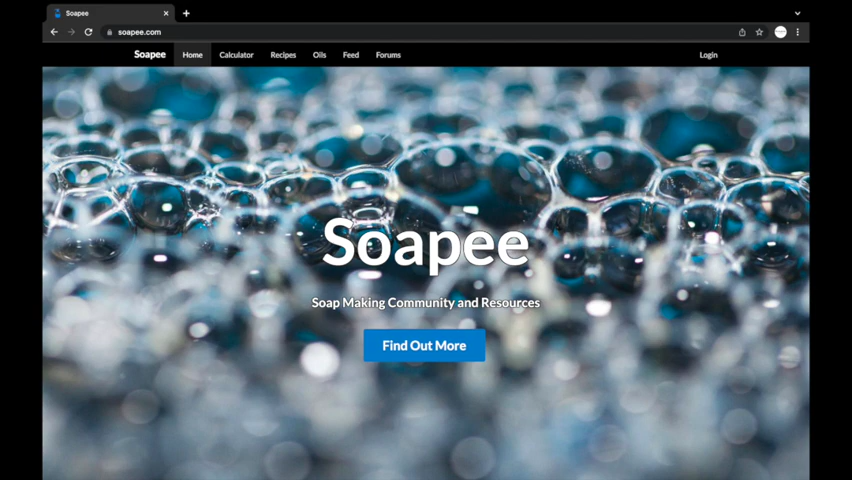 Soapee
soapee.com
Soapee Home Calculator Recipes Oils Feed Forums Login
Soapee
Soap Making Community and Resources
Find Out More